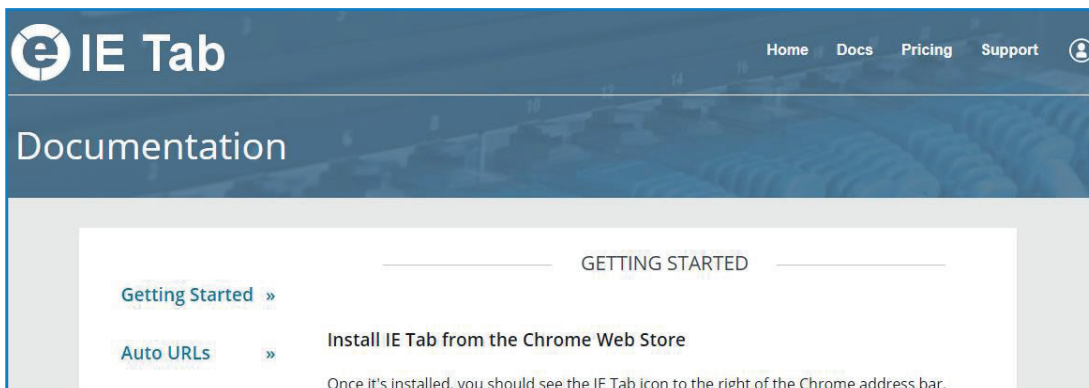 IE Tab
Home Docs Pricing Support
Documentation
GETTING STARTED
Getting Started »
Install IE Tab from the Chrome Web Store
Auto URLs »
Once it's installed, you should see the IE Tab icon to the right of the Chrome address bar.